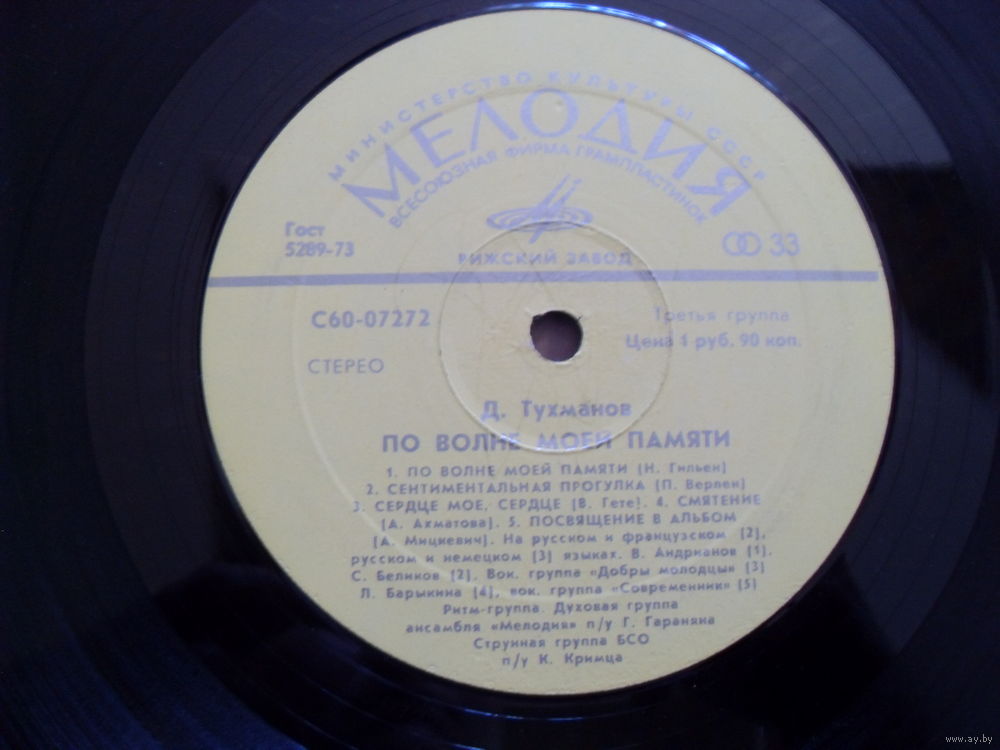 МИНИСТЕРСТВО КУЛЬТУРЫ СССР
МЕЛОДИЯ
ВСЕСОЮЗНАЯ ФИРМА ГРАМПЛАСТИНОК
Гост
5289-73
33
РИЖСКИЙ ЗАВОД
С60-07272
Третья группа
Цена 1 руб. 90 коп.
СТЕРЕО
Д. Тухманов
ПО ВОЛНЕ МОЕЙ ПАМЯТИ
1. ПО ВОЛНЕ МОЕЙ ПАМЯТИ (Н. Гильен)
2. СЕНТИМЕНТАЛЬНАЯ ПРОГУЛКА (П. Верлен)
3. СЕРДЦЕ МОЕ, СЕРДЦЕ (В. Гете). 4. СМЯТЕНИЕ
(А. Ахматова). 5. ПОСВЯЩЕНИЕ В АЛЬБОМ
(А. Мицкевич). На русском и французском (2),
русском и немецком (3) языках. В. Андрианов (1),
С. Беликов (2), Вок. группа «Добры молодцы» (3)
Л. Барыкина (4), вок. группа «Современник» (5)
Ритм-группа. Духовая группа
ансамбля «Мелодия» п/у Г. Гараняна
Струнная группа БСО
п/у К. Кримца
www.ay.by